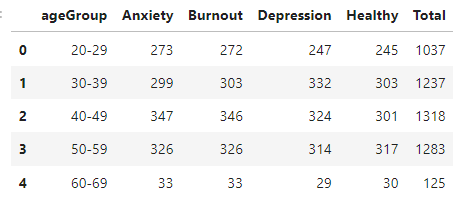 ageGroup Anxiety Burnout Depression Healthy Total
0 20-29 273 272 247 245 1037
1 30-39 299 303 332 303 1237
2 40-49 347 346 324 301 1318
3 50-59 326 326 314 317 1283
4 60-69 33 33 29 30 125